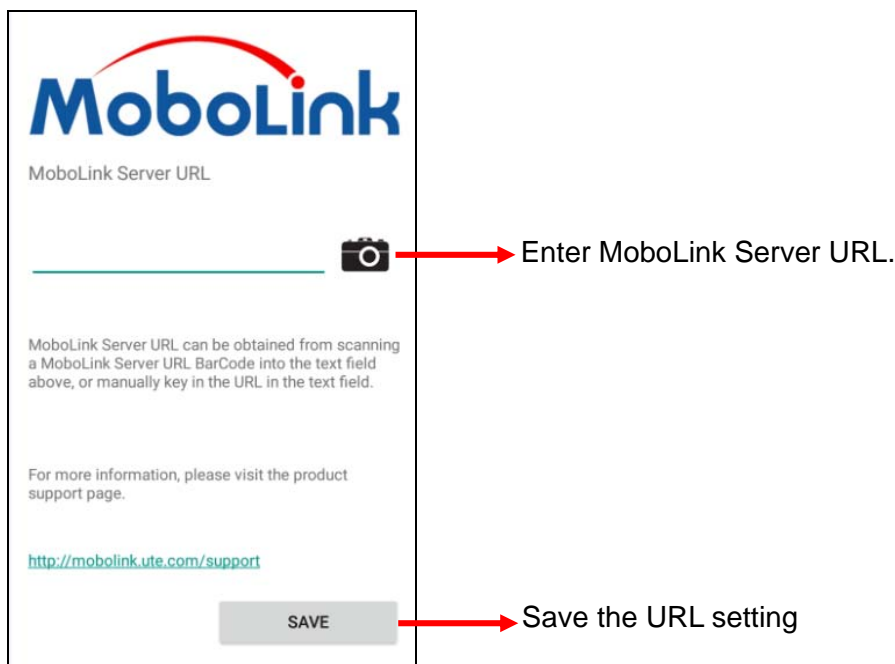 MoboLink
MoboLink Server URL
Enter MoboLink Server URL.
MoboLink Server URL can be obtained from scanning
a MoboLink Server URL BarCode into the text field
above, or manually key in the URL in the text field.
For more information, please visit the product
support page.
http://mobolink.ute.com/support
SAVE
Save the URL setting